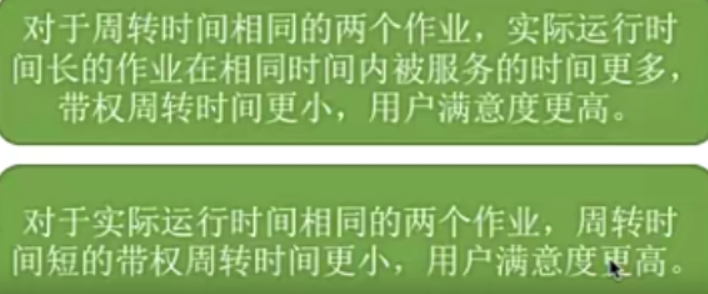 对于周转时间相同的两个作业，实际运行时
间长的作业在相同时间内被服务的时间更多，
带权周转时间更小，用户满意度更高。
对于实际运行时间相同的两个作业，周转时
间短的带权周转时间更小，用户满意度更高。